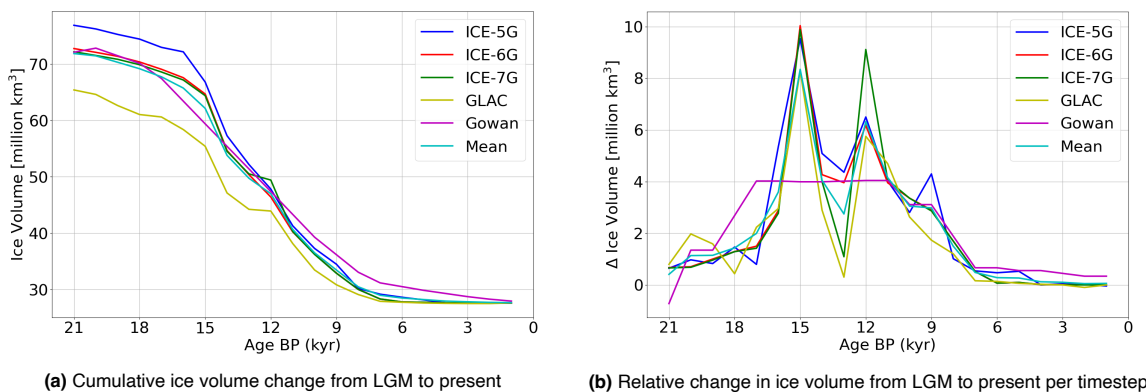 70
60
50
40
30
Ice Volume [million km³]
21 18 15 12 9 6 3 0
Age BP (kyr)
ICE-5G
ICE-6G
ICE-7G
GLAC
Gowan
Mean
(a) Cumulative ice volume change from LGM to present
10
8
6
4
2
0
Δ Ice Volume [million km³]
21 18 15 12 9 6 3 0
Age BP (kyr)
ICE-5G
ICE-6G
ICE-7G
GLAC
Gowan
Mean
(b) Relative change in ice volume from LGM to present per timestep